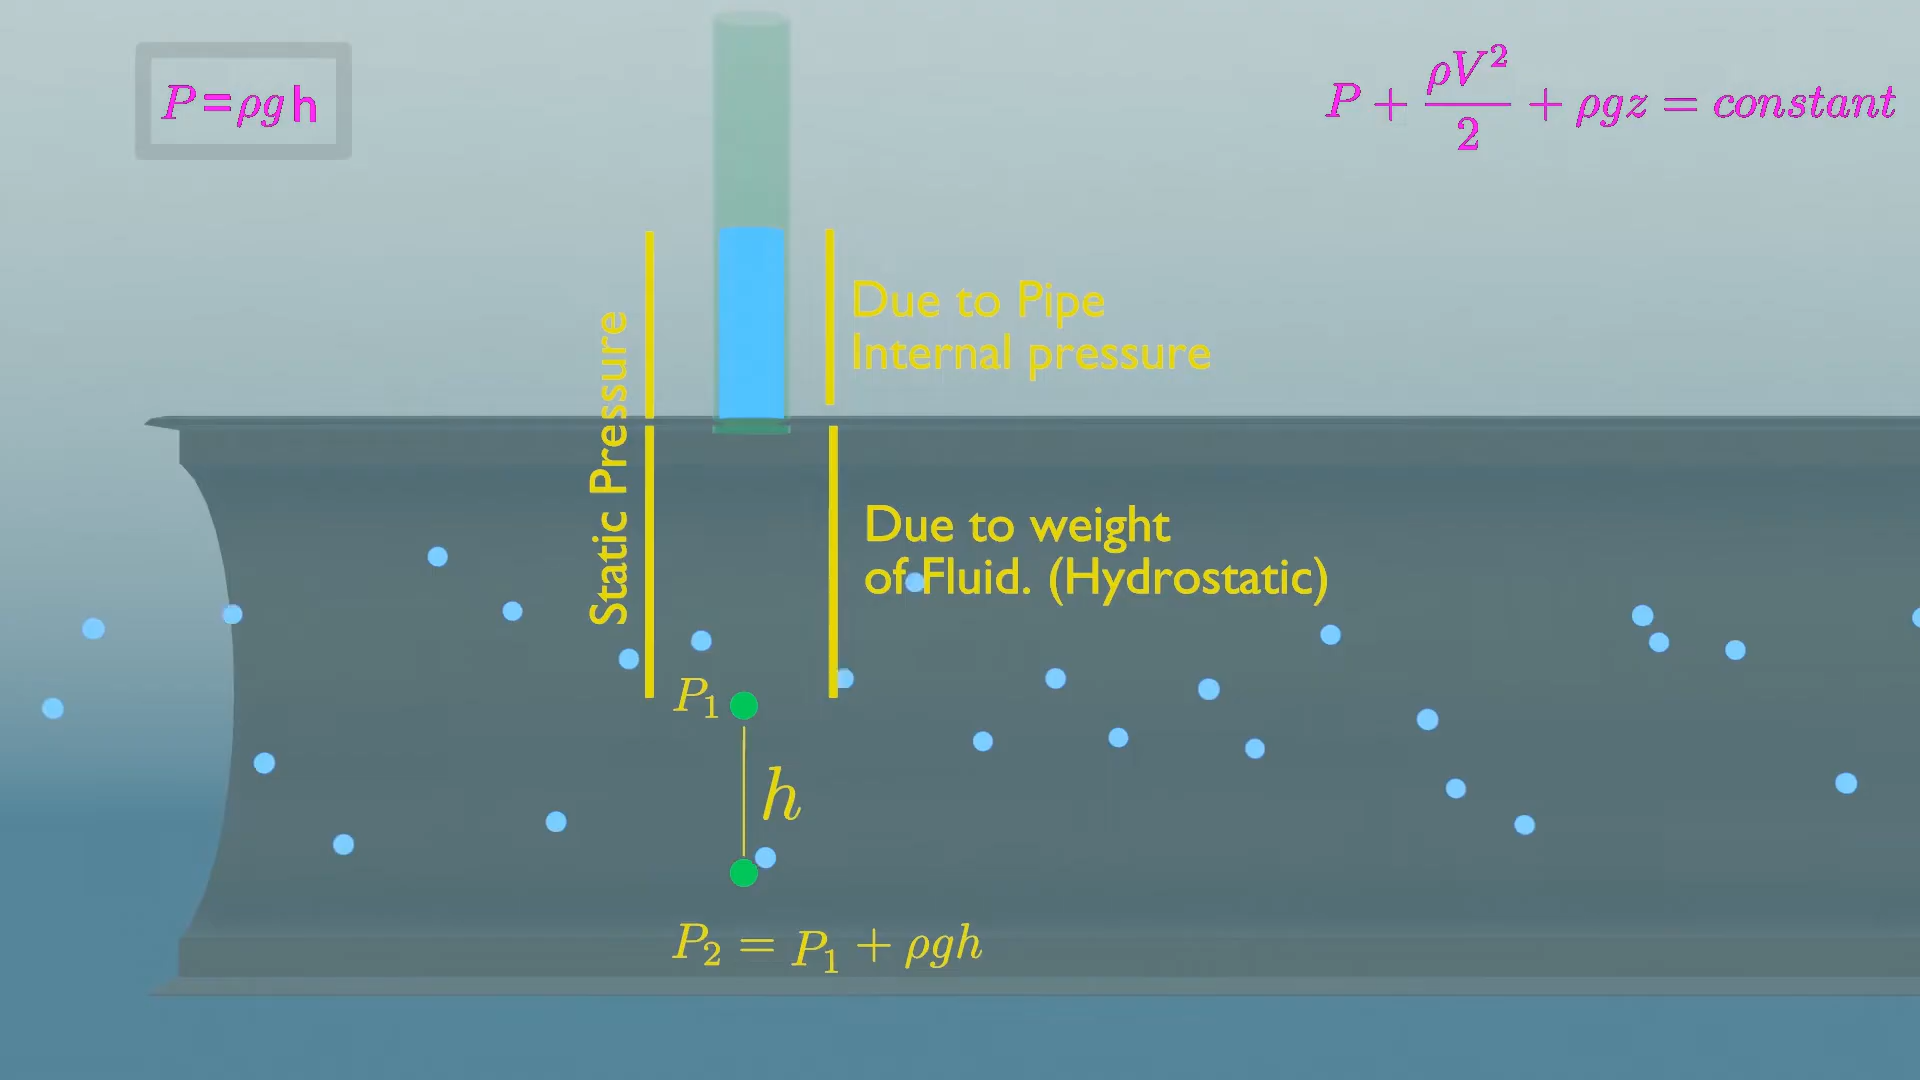 P=ρgh
P + ρV²/2 + ρgz = constant
Due to Pipe
Internal pressure
Static Pressure
Due to weight
of Fluid. (Hydrostatic)
P₁
h
P₂ = P₁ + ρgh